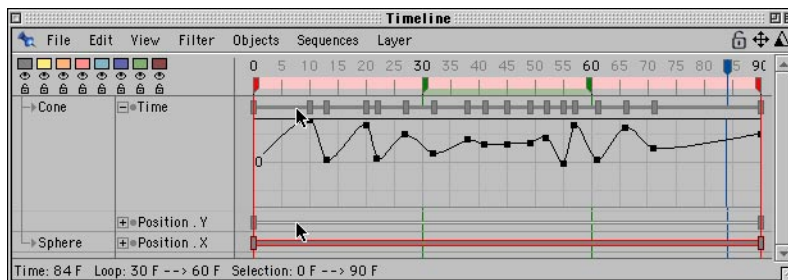 Timeline
File Edit View Filter Objects Sequences Layer
0 5 10 15 20 25 30 35 40 45 50 55 60 65 70 75 80 85 90
Cone Time
0
Position . Y
Sphere Position . X
Time: 84 F Loop: 30 F --> 60 F Selection: 0 F --> 90 F